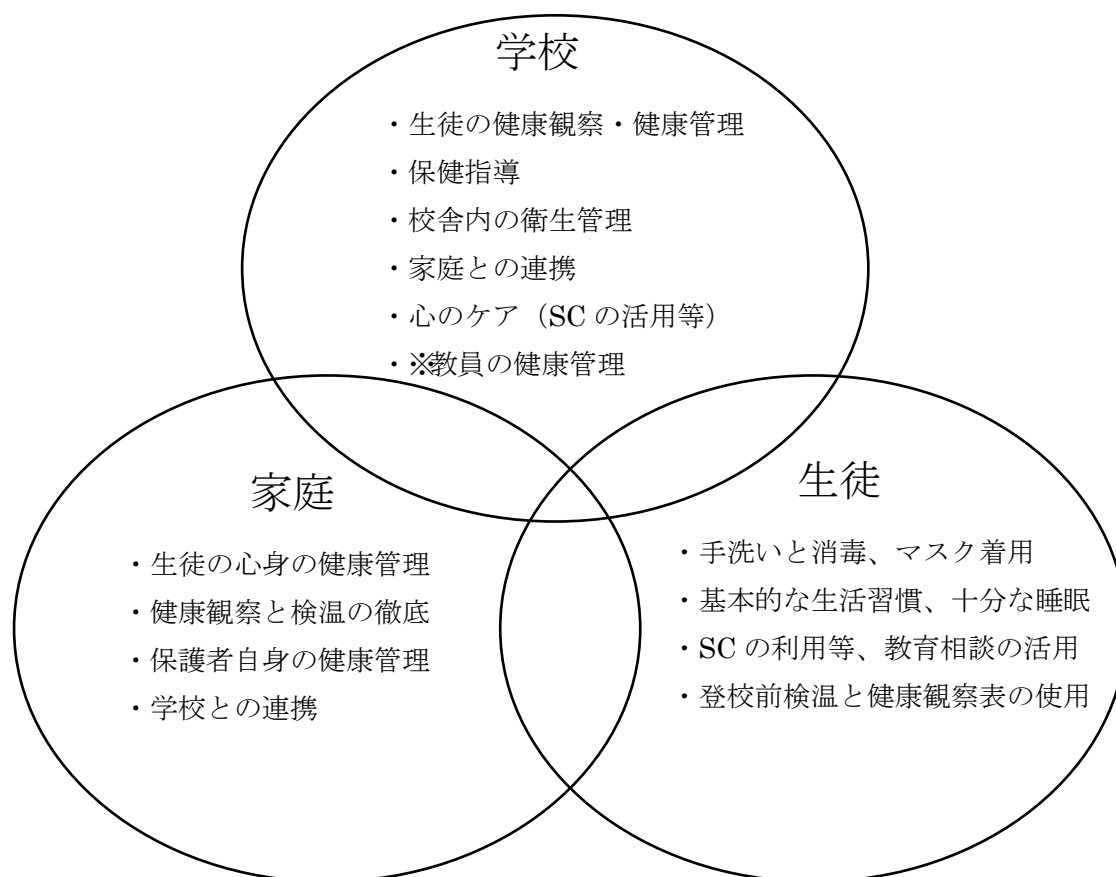 学校
・生徒の健康観察・健康管理
・保健指導
・校舎内の衛生管理
・家庭との連携
・心のケア（SC の活用等）
・※教員の健康管理
家庭
・生徒の心身の健康管理
・健康観察と検温の徹底
・保護者自身の健康管理
・学校との連携
生徒
・手洗いと消毒、マスク着用
・基本的な生活習慣、十分な睡眠
・SC の利用等、教育相談の活用
・登校前検温と健康観察表の使用